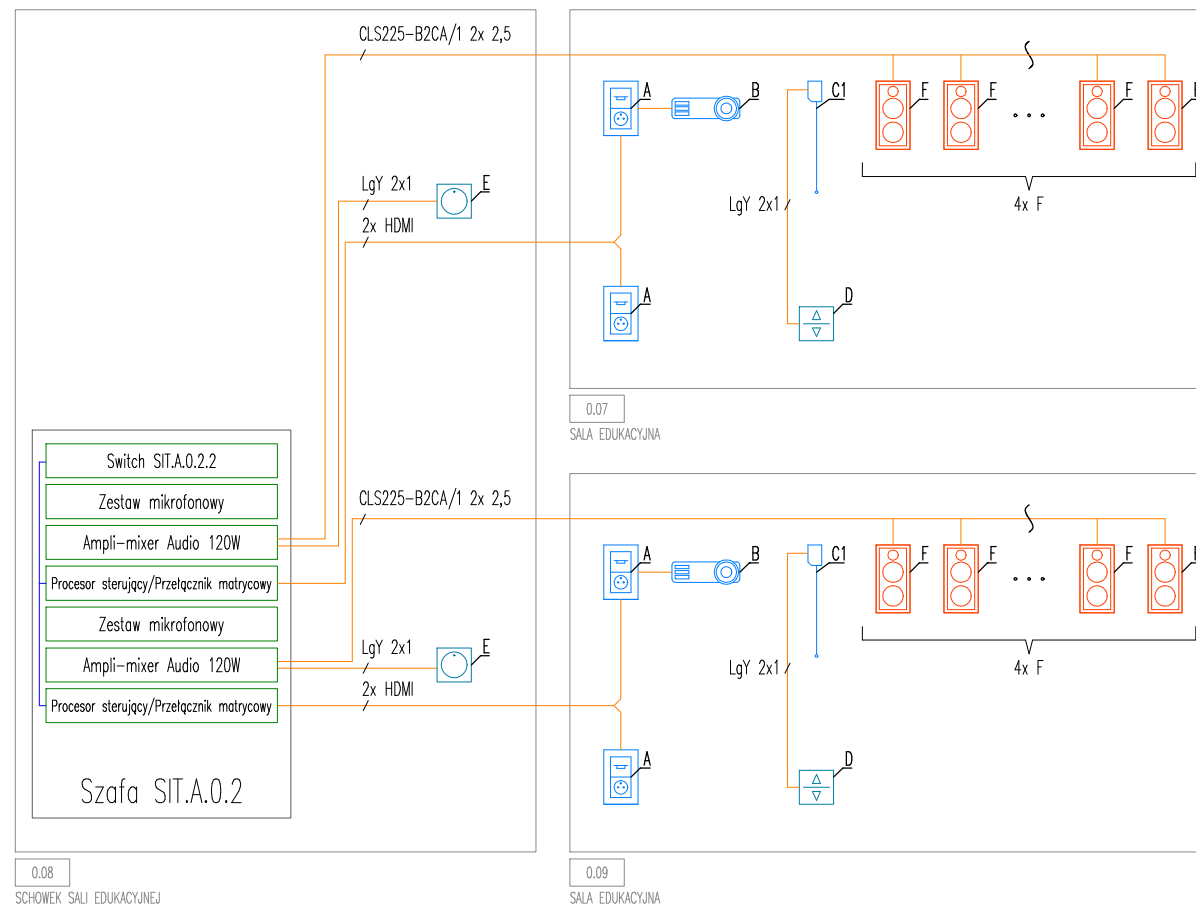 CLS225-B2CA/1 2x 2,5
LgY 2x1
E
2x HDMI
Switch SIT.A.0.2.2
Zestaw mikrofonowy
Ampli-mixer Audio 120W
Procesor sterujący/Przełącznik matrycowy
Zestaw mikrofonowy
Ampli-mixer Audio 120W
Procesor sterujący/Przełącznik matrycowy
Szafa SIT.A.0.2
CLS225-B2CA/1 2x 2,5
LgY 2x1
E
2x HDMI
0.08
SCHOWEK SALI EDUKACYJNEJ
A
B
C1
F
F
F
LgY 2x1
4x F
A
D
0.07
SALA EDUKACYJNA
A
B
C1
F
F
F
LgY 2x1
4x F
A
D
0.09
SALA EDUKACYJNA